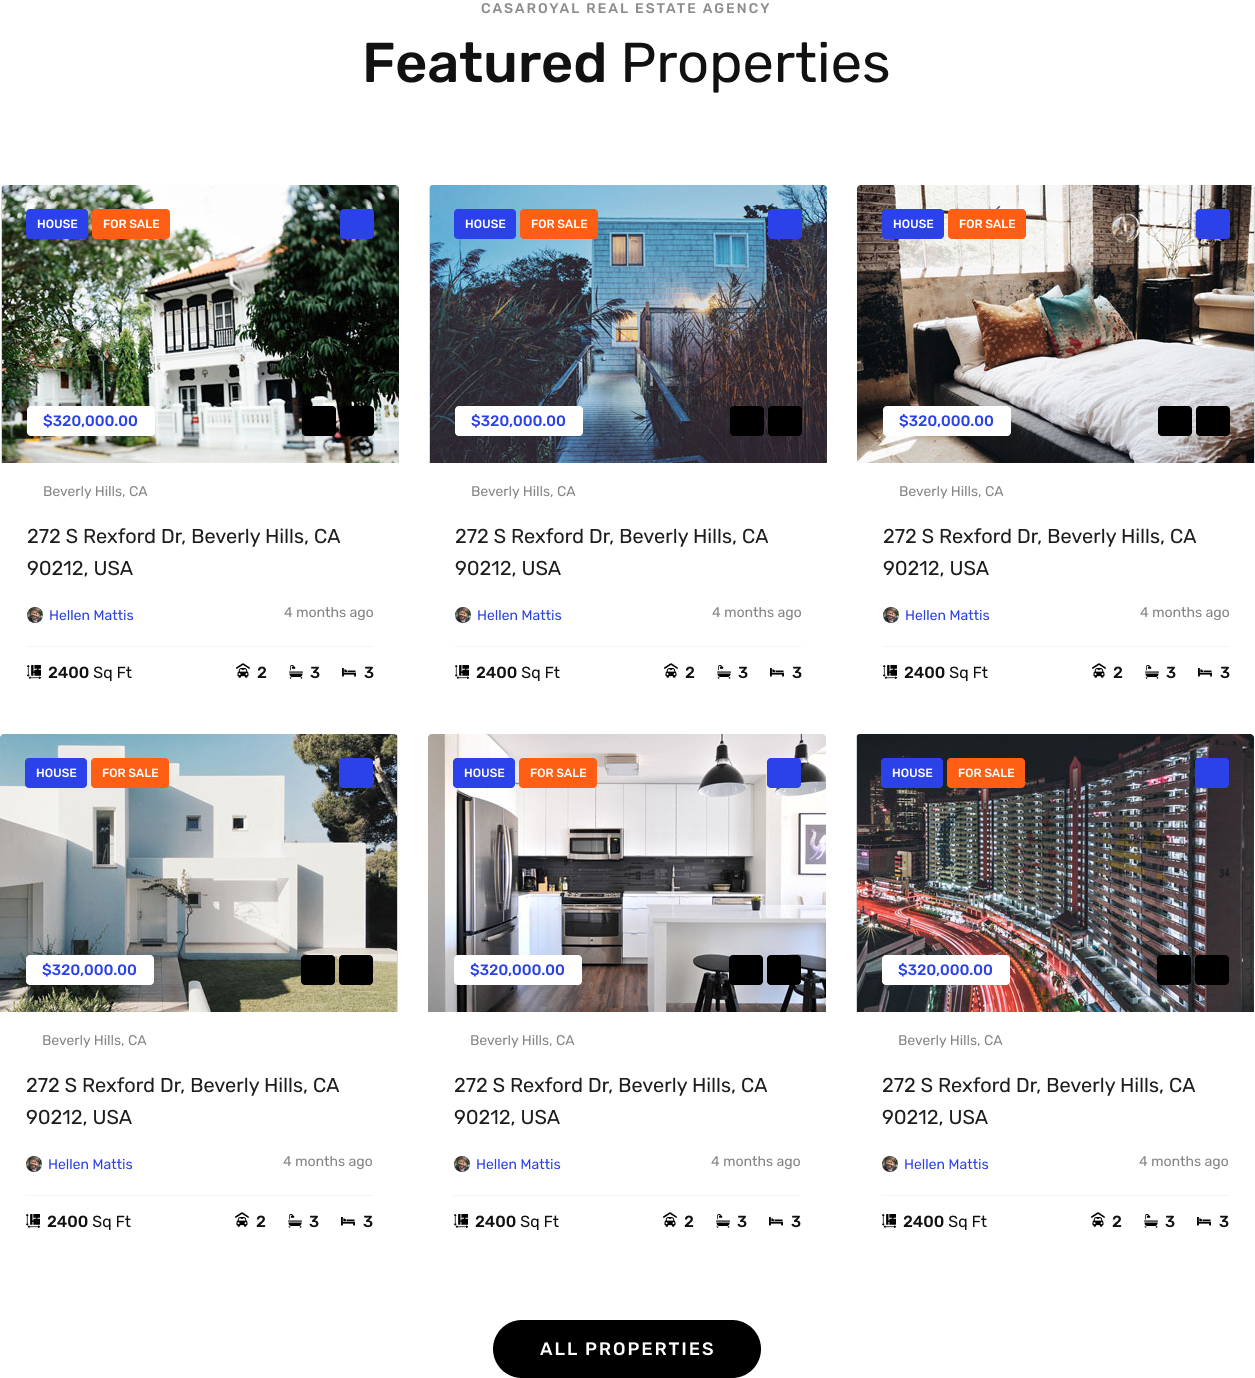 CASAROYAL REAL ESTATE AGENCY
Featured Properties
HOUSE FOR SALE
$320,000.00
Beverly Hills, CA
272 S Rexford Dr, Beverly Hills, CA
90212, USA
Hellen Mattis 4 months ago
2400 Sq Ft 2 3 3
HOUSE FOR SALE
$320,000.00
Beverly Hills, CA
272 S Rexford Dr, Beverly Hills, CA
90212, USA
Hellen Mattis 4 months ago
2400 Sq Ft 2 3 3
HOUSE FOR SALE
$320,000.00
Beverly Hills, CA
272 S Rexford Dr, Beverly Hills, CA
90212, USA
Hellen Mattis 4 months ago
2400 Sq Ft 2 3 3
HOUSE FOR SALE
$320,000.00
Beverly Hills, CA
272 S Rexford Dr, Beverly Hills, CA
90212, USA
Hellen Mattis 4 months ago
2400 Sq Ft 2 3 3
HOUSE FOR SALE
$320,000.00
Beverly Hills, CA
272 S Rexford Dr, Beverly Hills, CA
90212, USA
Hellen Mattis 4 months ago
2400 Sq Ft 2 3 3
HOUSE FOR SALE
34
$320,000.00
Beverly Hills, CA
272 S Rexford Dr, Beverly Hills, CA
90212, USA
Hellen Mattis 4 months ago
2400 Sq Ft 2 3 3
ALL PROPERTIES